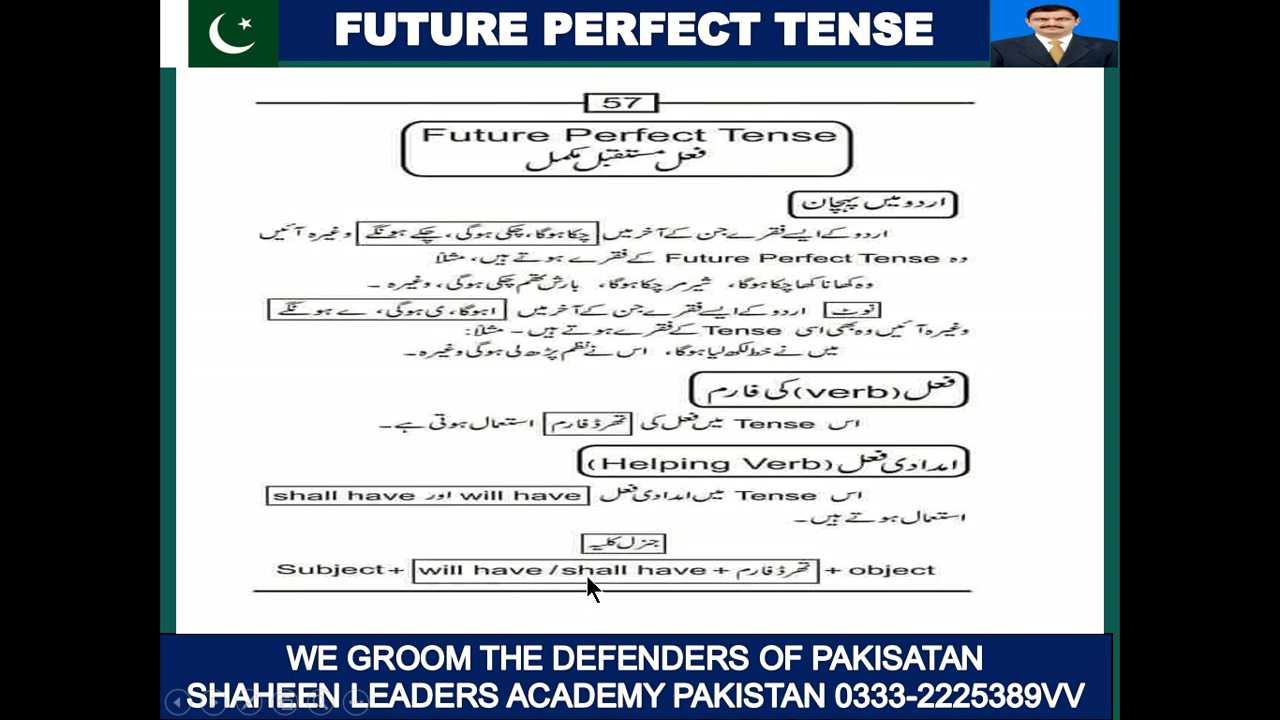 FUTURE PERFECT TENSE
57
Future Perfect Tense
فعل مستقبل مکمل
اردو میں پہچان
اردو کے ایسے فقرے جن کے آخر میں چکا ہوگا، چکی ہوگی، چکے ہونگے وغیرہ آئیں
وہ Future Perfect Tense کے فقرے ہوتے ہیں، مثلاً
وہ کھانا کھا چکا ہوگا، شیر مر چکا ہوگا، بارش تھم چکی ہوگی، وغیرہ ۔
نوٹ اردو کے ایسے فقرے جن کے آخر میں اہوگا، ی ہوگی، ے ہونگے
وغیرہ آئیں وہ بھی اسی Tense کے فقرے ہوتے ہیں ۔ مثلاً:
میں نے خط لکھ لیا ہوگا، اس نے نظم پڑھ لی ہوگی وغیرہ۔
فعل (verb) کی فارم
اس Tense میں فعل کی تھرڈ فارم استعمال ہوتی ہے۔
امدادی فعل (Helping Verb)
اس Tense میں امدادی فعل will have اور shall have
استعمال ہوتے ہیں۔
جنرل کلیہ
Subject + will have / shall have + تھرڈ فارم + object
WE GROOM THE DEFENDERS OF PAKISATAN
SHAHEEN LEADERS ACADEMY PAKISTAN 0333-2225389VV